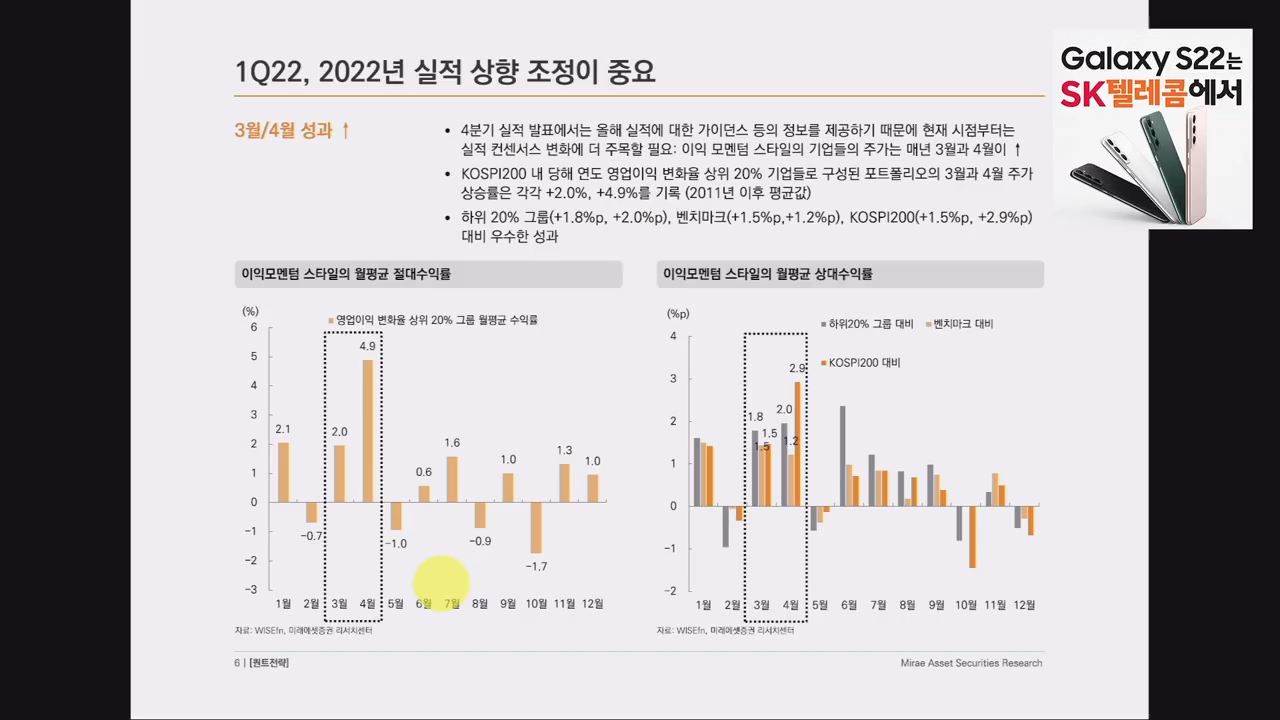 1Q22, 2022년 실적 상향 조정이 중요
Galaxy S22는
SK텔레콤에서
3월/4월 성과 ↑
• 4분기 실적 발표에서는 올해 실적에 대한 가이던스 등의 정보를 제공하기 때문에 현재 시점부터는
실적 컨센서스 변화에 더 주목할 필요: 이익 모멘텀 스타일의 기업들의 주가는 매년 3월과 4월이 ↑
• KOSPI200 내 당해 연도 영업이익 변화율 상위 20% 기업들로 구성된 포트폴리오의 3월과 4월 주가
상승률은 각각 +2.0%, +4.9%를 기록 (2011년 이후 평균값)
• 하위 20% 그룹(+1.8%p, +2.0%p), 벤치마크(+1.5%p,+1.2%p), KOSPI200(+1.5%p, +2.9%p)
대비 우수한 성과
이익모멘텀 스타일의 월평균 절대수익률
(%)
영업이익 변화율 상위 20% 그룹 월평균 수익률
6
5
4
3
2
1
0
−1
−2
−3
2.1
−0.7
2.0
4.9
−1.0
0.6
1.6
−0.9
1.0
−1.7
1.3
1.0
1월 2월 3월 4월 5월 6월 7월 8월 9월 10월 11월 12월
자료: WISEfn, 미래에셋증권 리서치센터
이익모멘텀 스타일의 월평균 상대수익률
(%p)
하위20% 그룹 대비 벤치마크 대비
KOSPI200 대비
4
3
2
1
0
−1
−2
1.8
1.5
1.5
2.0
1.2
2.9
1월 2월 3월 4월 5월 6월 7월 8월 9월 10월 11월 12월
자료: WISEfn, 미래에셋증권 리서치센터
6 | [퀀트전략]
Mirae Asset Securities Research